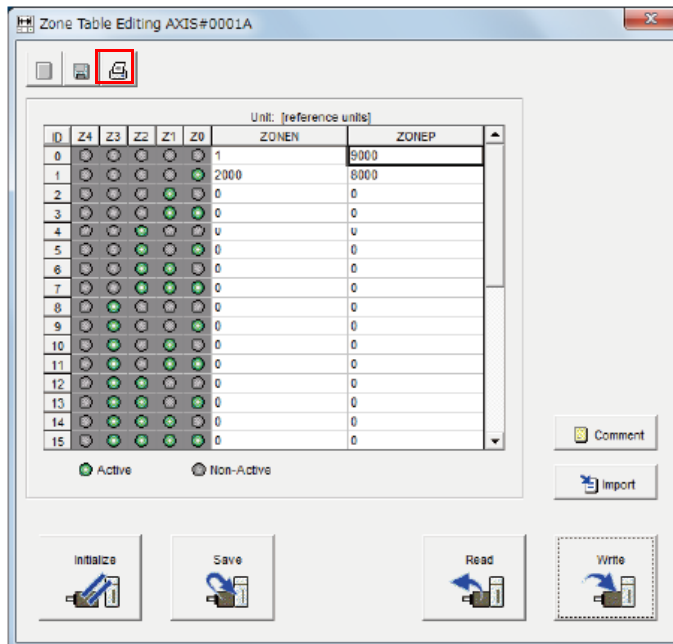 Zone Table Editing AXIS#0001A
Unit: [reference units]
ID Z4 Z3 Z2 Z1 Z0 ZONEN ZONEP
0 1 9000
1 2000 8000
2 0 0
3 0 0
4 0 0
5 0 0
6 0 0
7 0 0
8 0 0
9 0 0
10 0 0
11 0 0
12 0 0
13 0 0
14 0 0
15 0 0
Active Non-Active
Comment
Import
Initialize Save Read Write